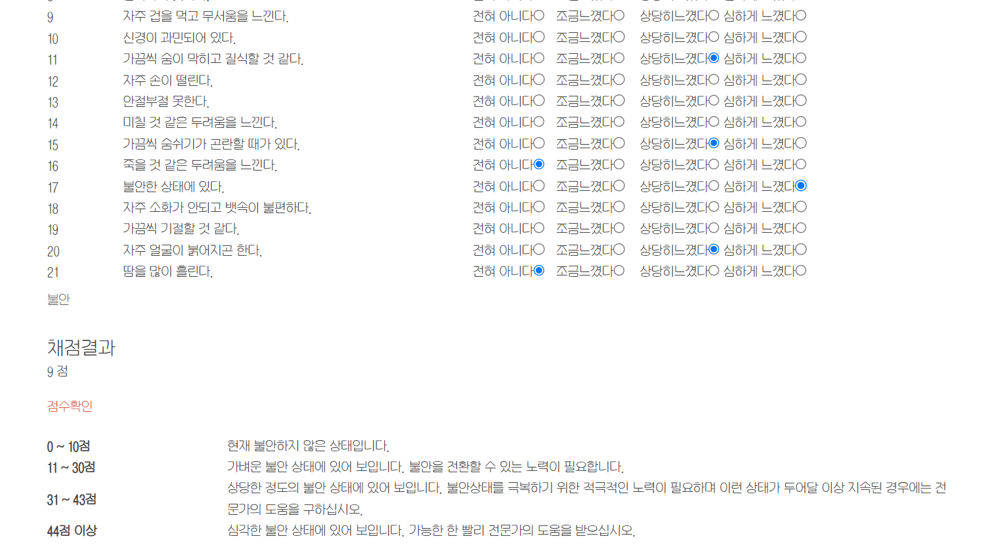 9 자주 겁을 먹고 무서움을 느낀다. 전혀 아니다 조금느꼈다 상당히느꼈다 심하게 느꼈다
10 신경이 과민되어 있다. 전혀 아니다 조금느꼈다 상당히느꼈다 심하게 느꼈다
11 가끔씩 숨이 막히고 질식할 것 같다. 전혀 아니다 조금느꼈다 상당히느꼈다 심하게 느꼈다
12 자주 손이 떨린다. 전혀 아니다 조금느꼈다 상당히느꼈다 심하게 느꼈다
13 안절부절 못한다. 전혀 아니다 조금느꼈다 상당히느꼈다 심하게 느꼈다
14 미칠 것 같은 두려움을 느낀다. 전혀 아니다 조금느꼈다 상당히느꼈다 심하게 느꼈다
15 가끔씩 숨쉬기가 곤란할 때가 있다. 전혀 아니다 조금느꼈다 상당히느꼈다 심하게 느꼈다
16 죽을 것 같은 두려움을 느낀다. 전혀 아니다 조금느꼈다 상당히느꼈다 심하게 느꼈다
17 불안한 상태에 있다. 전혀 아니다 조금느꼈다 상당히느꼈다 심하게 느꼈다
18 자주 소화가 안되고 뱃속이 불편하다. 전혀 아니다 조금느꼈다 상당히느꼈다 심하게 느꼈다
19 가끔씩 기절할 것 같다. 전혀 아니다 조금느꼈다 상당히느꼈다 심하게 느꼈다
20 자주 얼굴이 붉어지곤 한다. 전혀 아니다 조금느꼈다 상당히느꼈다 심하게 느꼈다
21 땀을 많이 흘린다. 전혀 아니다 조금느꼈다 상당히느꼈다 심하게 느꼈다
불안
채점결과
9 점
점수확인
0 ~ 10점 현재 불안하지 않은 상태입니다.
11 ~ 30점 가벼운 불안 상태에 있어 보입니다. 불안을 전환할 수 있는 노력이 필요합니다.
31 ~ 43점 상당한 정도의 불안 상태에 있어 보입니다. 불안상태를 극복하기 위한 적극적인 노력이 필요하며 이런 상태가 두어달 이상 지속된 경우에는 전
문가의 도움을 구하십시오.
44점 이상 심각한 불안 상태에 있어 보입니다. 가능한 한 빨리 전문가의 도움을 받으십시오.